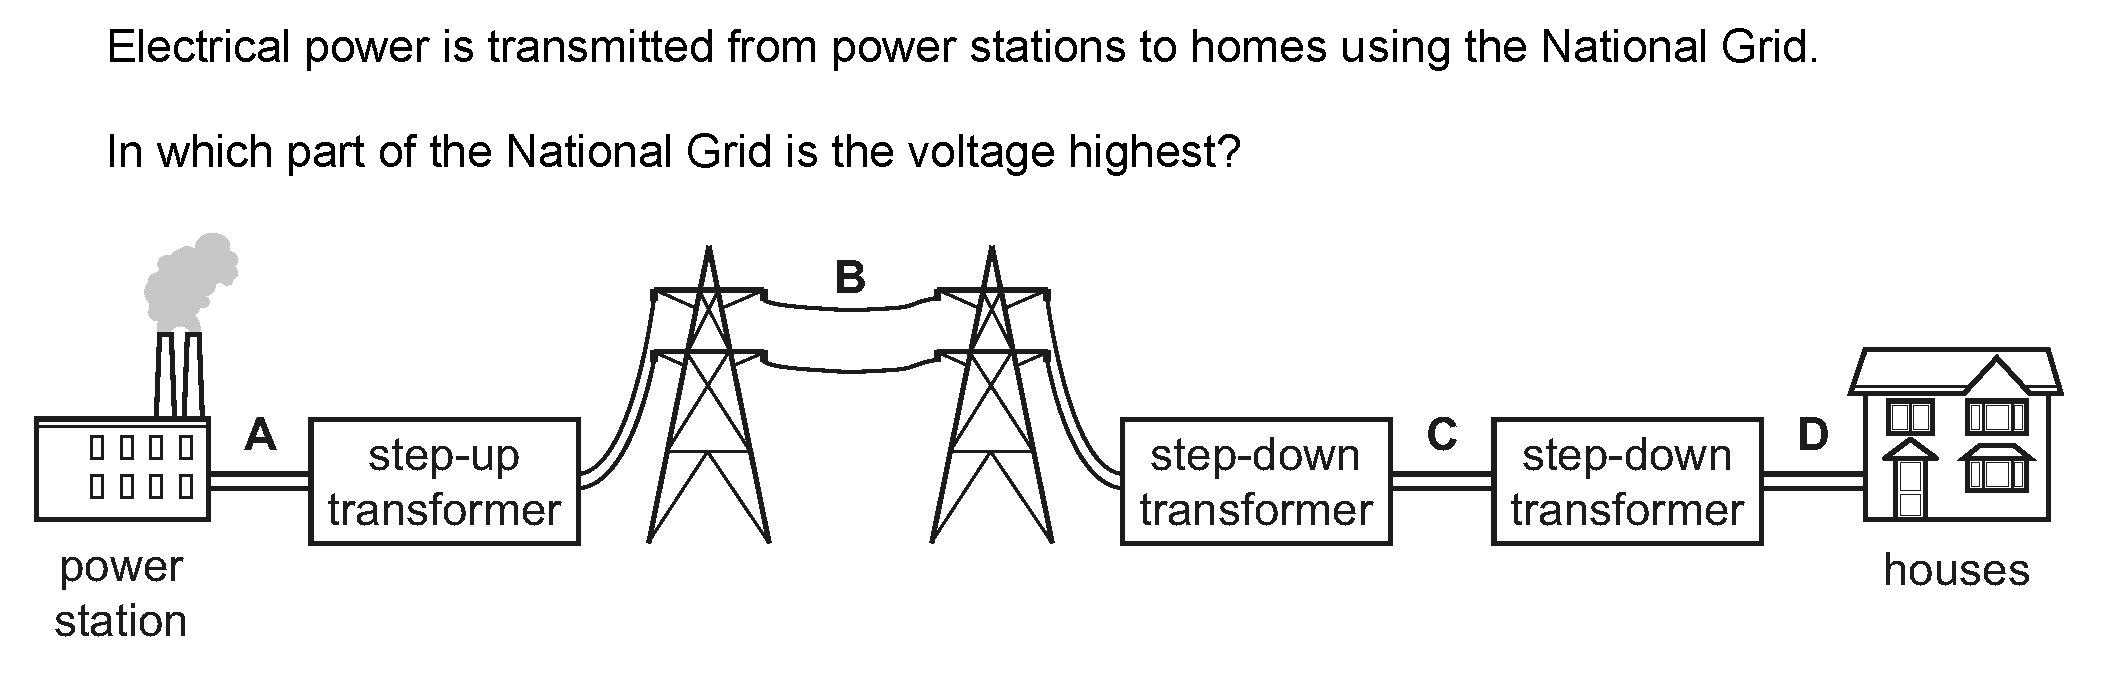 Electrical power is transmitted from power stations to homes using the National Grid.
In which part of the National Grid is the voltage highest?
A
B
C
D
step-up
transformer
step-down
transformer
step-down
transformer
power
station
houses